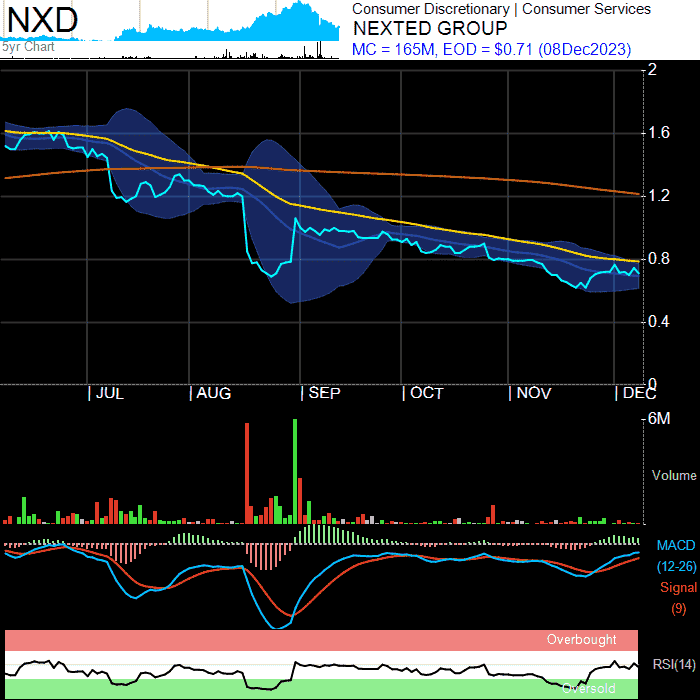 NXD
5yr Chart
Consumer Discretionary | Consumer Services
NEXTED GROUP
MC = 165M, EOD = $0.71 (08Dec2023)
2
1.6
1.2
0.8
0.4
0
JUL
AUG
SEP
OCT
NOV
DEC
6M
Volume
MACD
(12-26)
Signal
(9)
Overbought
RSI(14)
Oversold